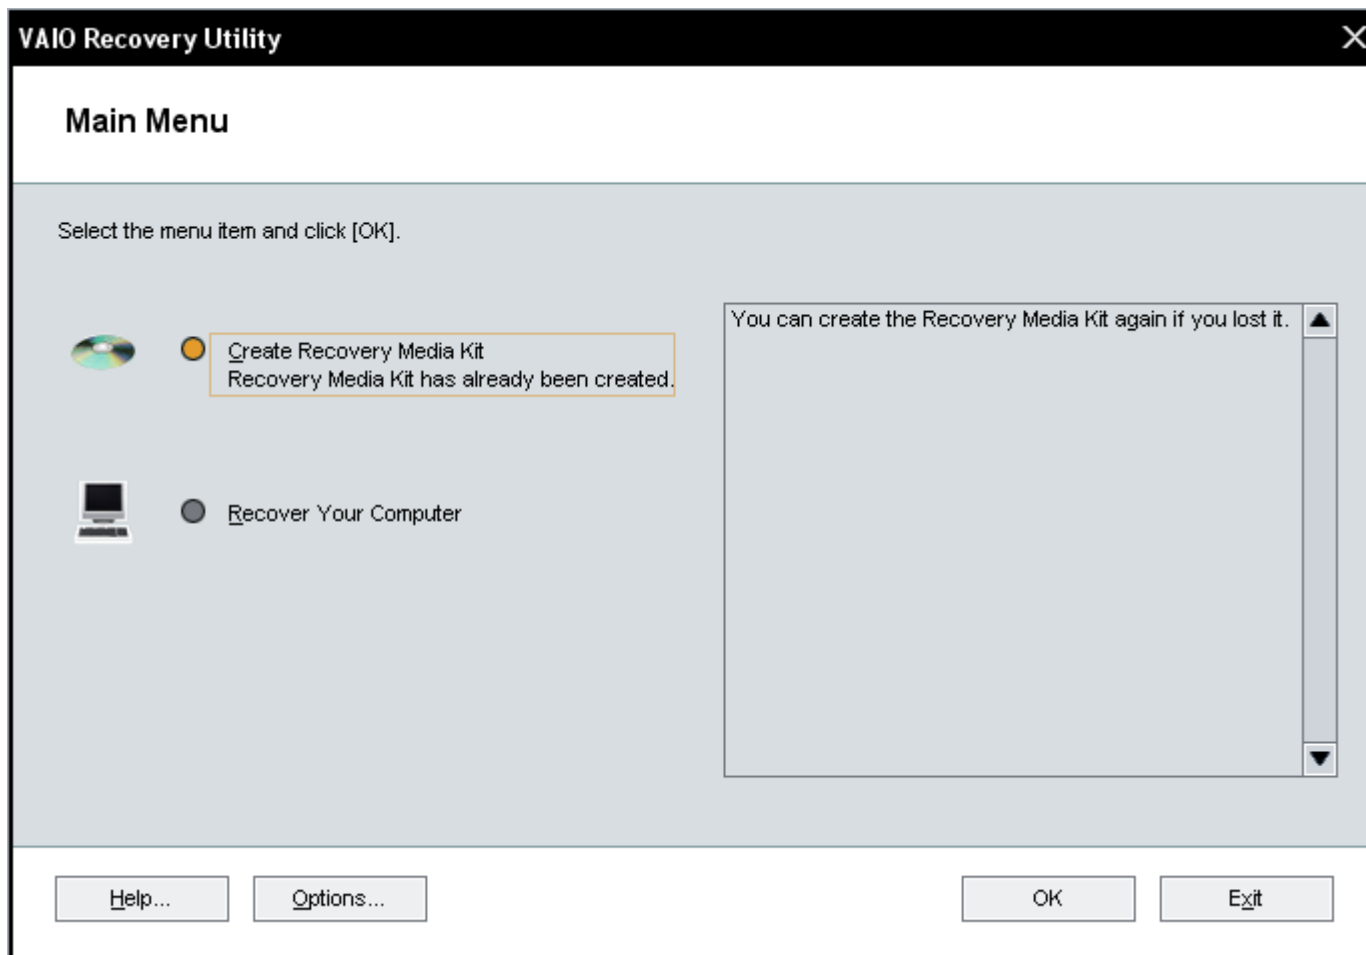 VAIO Recovery Utility
Main Menu
Select the menu item and click [OK].
Create Recovery Media Kit
Recovery Media Kit has already been created.
You can create the Recovery Media Kit again if you lost it.
Recover Your Computer
Help...
Options...
OK
Exit